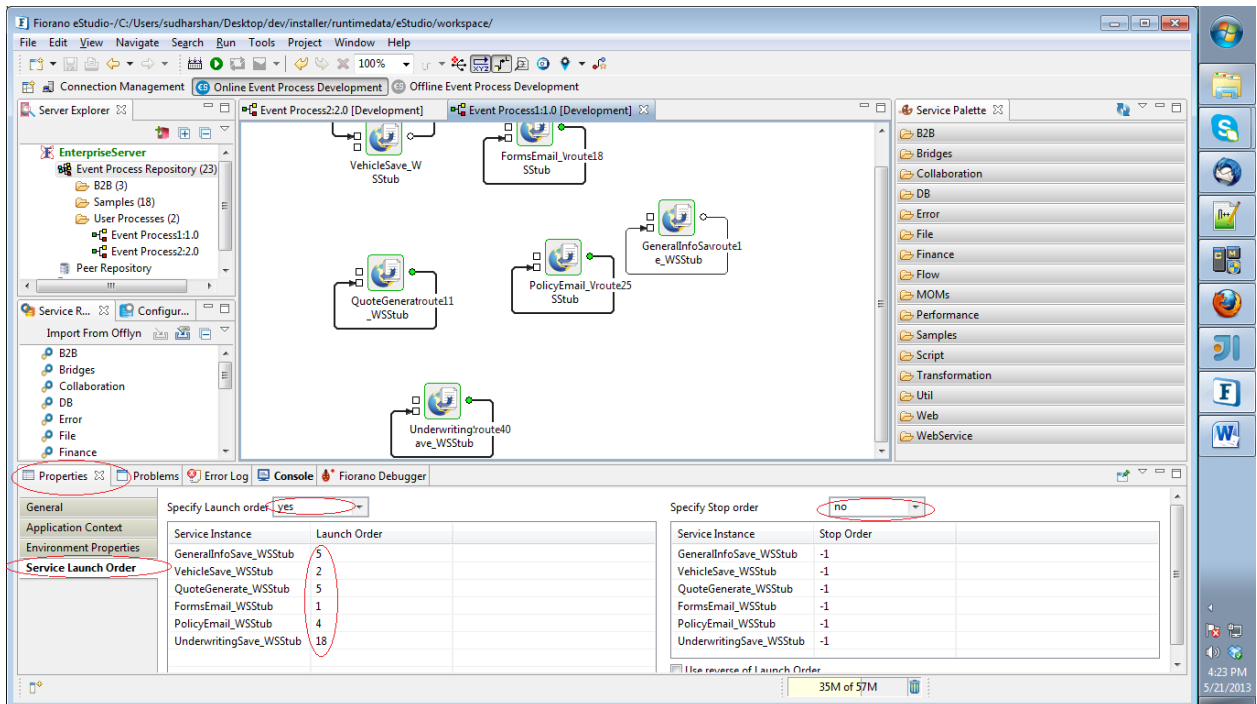 Fiorano eStudio-/C:/Users/sudharshan/Desktop/dev/installer/runtimedata/eStudio/workspace/
File Edit View Navigate Search Run Tools Project Window Help
100%
Connection Management Online Event Process Development Offline Event Process Development
Server Explorer
Event Process2:2.0 [Development]
Event Process1:1.0 [Development]
Service Palette
EnterpriseServer
Event Process Repository (23)
B2B (3)
Samples (18)
User Processes (2)
Event Process1:1.0
Event Process2:2.0
Peer Repository
Service R...
Configur...
Import From Offlyn
B2B
Bridges
Collaboration
DB
Error
File
Finance
VehicleSave_W
SStub
FormsEmail_Wroute18
SStub
GeneralInfoSavroute1
e_WSStub
PolicyEmail_Wroute25
SStub
QuoteGeneratroute11
_WSStub
Underwriting'route40
ave_WSStub
B2B
Bridges
Collaboration
DB
Error
File
Finance
Flow
MOMs
Performance
Samples
Script
Transformation
Util
Web
WebService
Properties
Problems
Error Log
Console
Fiorano Debugger
General
Application Context
Environment Properties
Service Launch Order
Specify Launch order yes
Service Instance Launch Order
GeneralInfoSave_WSStub 5
VehicleSave_WSStub 2
QuoteGenerate_WSStub 5
FormsEmail_WSStub 1
PolicyEmail_WSStub 4
UnderwritingSave_WSStub 18
Specify Stop order no
Service Instance Stop Order
GeneralInfoSave_WSStub -1
VehicleSave_WSStub -1
QuoteGenerate_WSStub -1
FormsEmail_WSStub -1
PolicyEmail_WSStub -1
UnderwritingSave_WSStub -1
Use reverse of Launch Order
35M of 57M
4:23 PM
5/21/2013